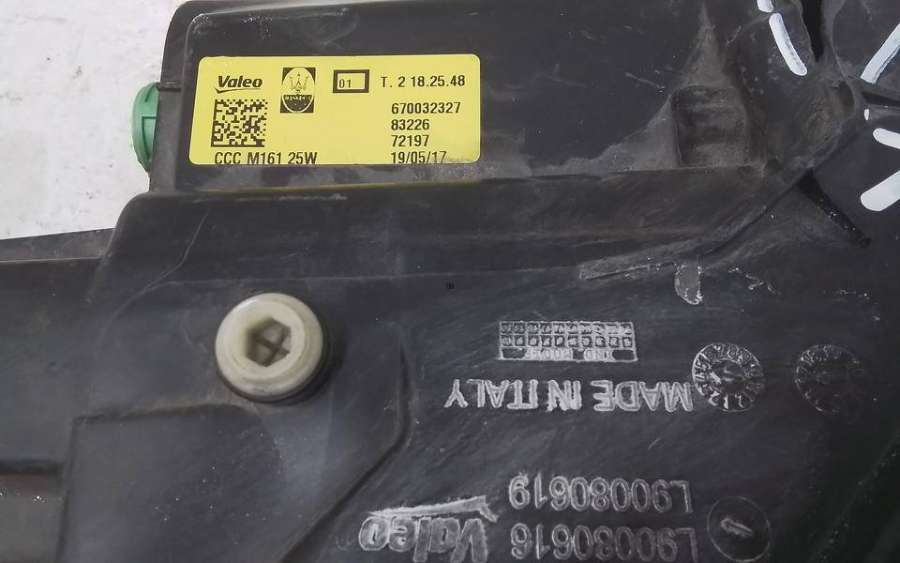 Valeo
01
T. 2 18.25.48
670032327
83226
72197
CCC M161 25W
19/05/17
MADE IN ITALY
L90080619
L90080616
Valeo